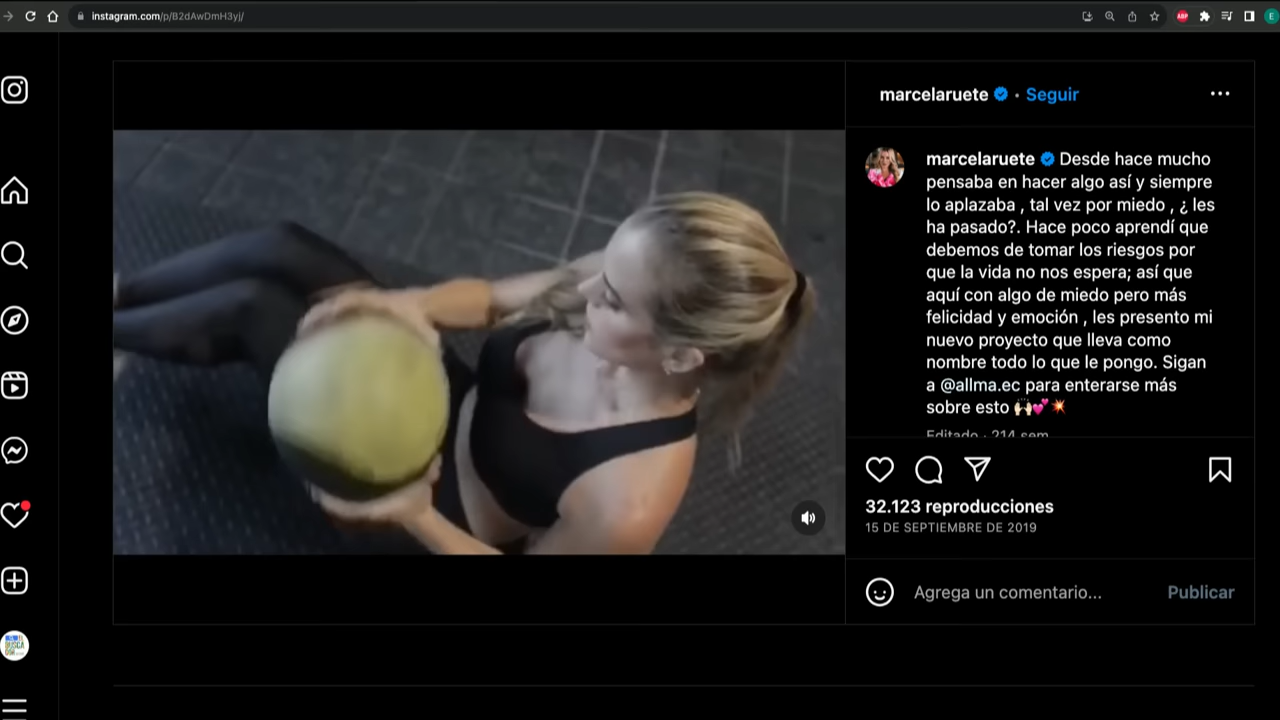 instagram.com/p/B2dAwDmH3yj/
ABP
E
marcelaruete • Seguir
marcelaruete Desde hace mucho
pensaba en hacer algo así y siempre
lo aplazaba , tal vez por miedo , ¿ les
ha pasado?. Hace poco aprendí que
debemos de tomar los riesgos por
que la vida no nos espera; así que
aquí con algo de miedo pero más
felicidad y emoción , les presento mi
nuevo proyecto que lleva como
nombre todo lo que le pongo. Sigan
a @allma.ec para enterarse más
sobre esto 🙌🏻💕💥
Editado · 214 sem
32.123 reproducciones
15 DE SEPTIEMBRE DE 2019
Agrega un comentario... Publicar